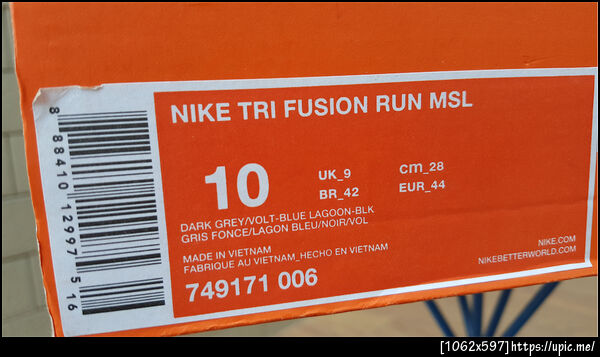 NIKE TRI FUSION RUN MSL
10
UK_9 cm_28
BR_42 EUR_44
DARK GREY/VOLT-BLUE LAGOON-BLK
GRIS FONCE/LAGON BLEU/NOIR/VOL
MADE IN VIETNAM
FABRIQUE AU VIETNAM_HECHO EN VIETNAM
749171 006
NIKE.COM
NIKEBETTERWORLD.COM
8 88410 12997 516
[1062x597]https://upic.me/